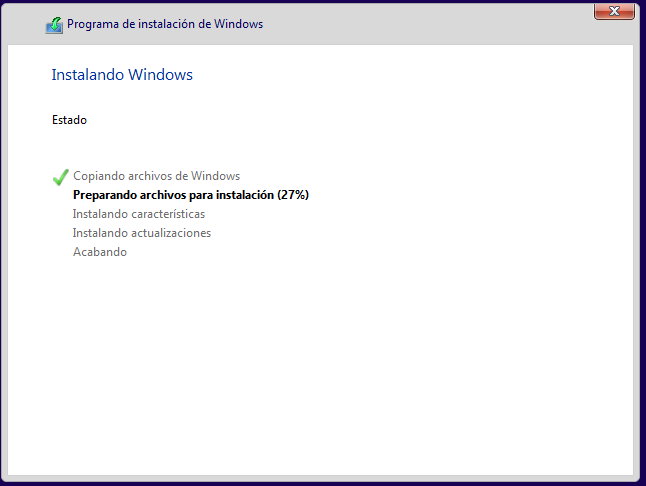 Programa de instalación de Windows
Instalando Windows
Estado
Copiando archivos de Windows
Preparando archivos para instalación (27%)
Instalando características
Instalando actualizaciones
Acabando